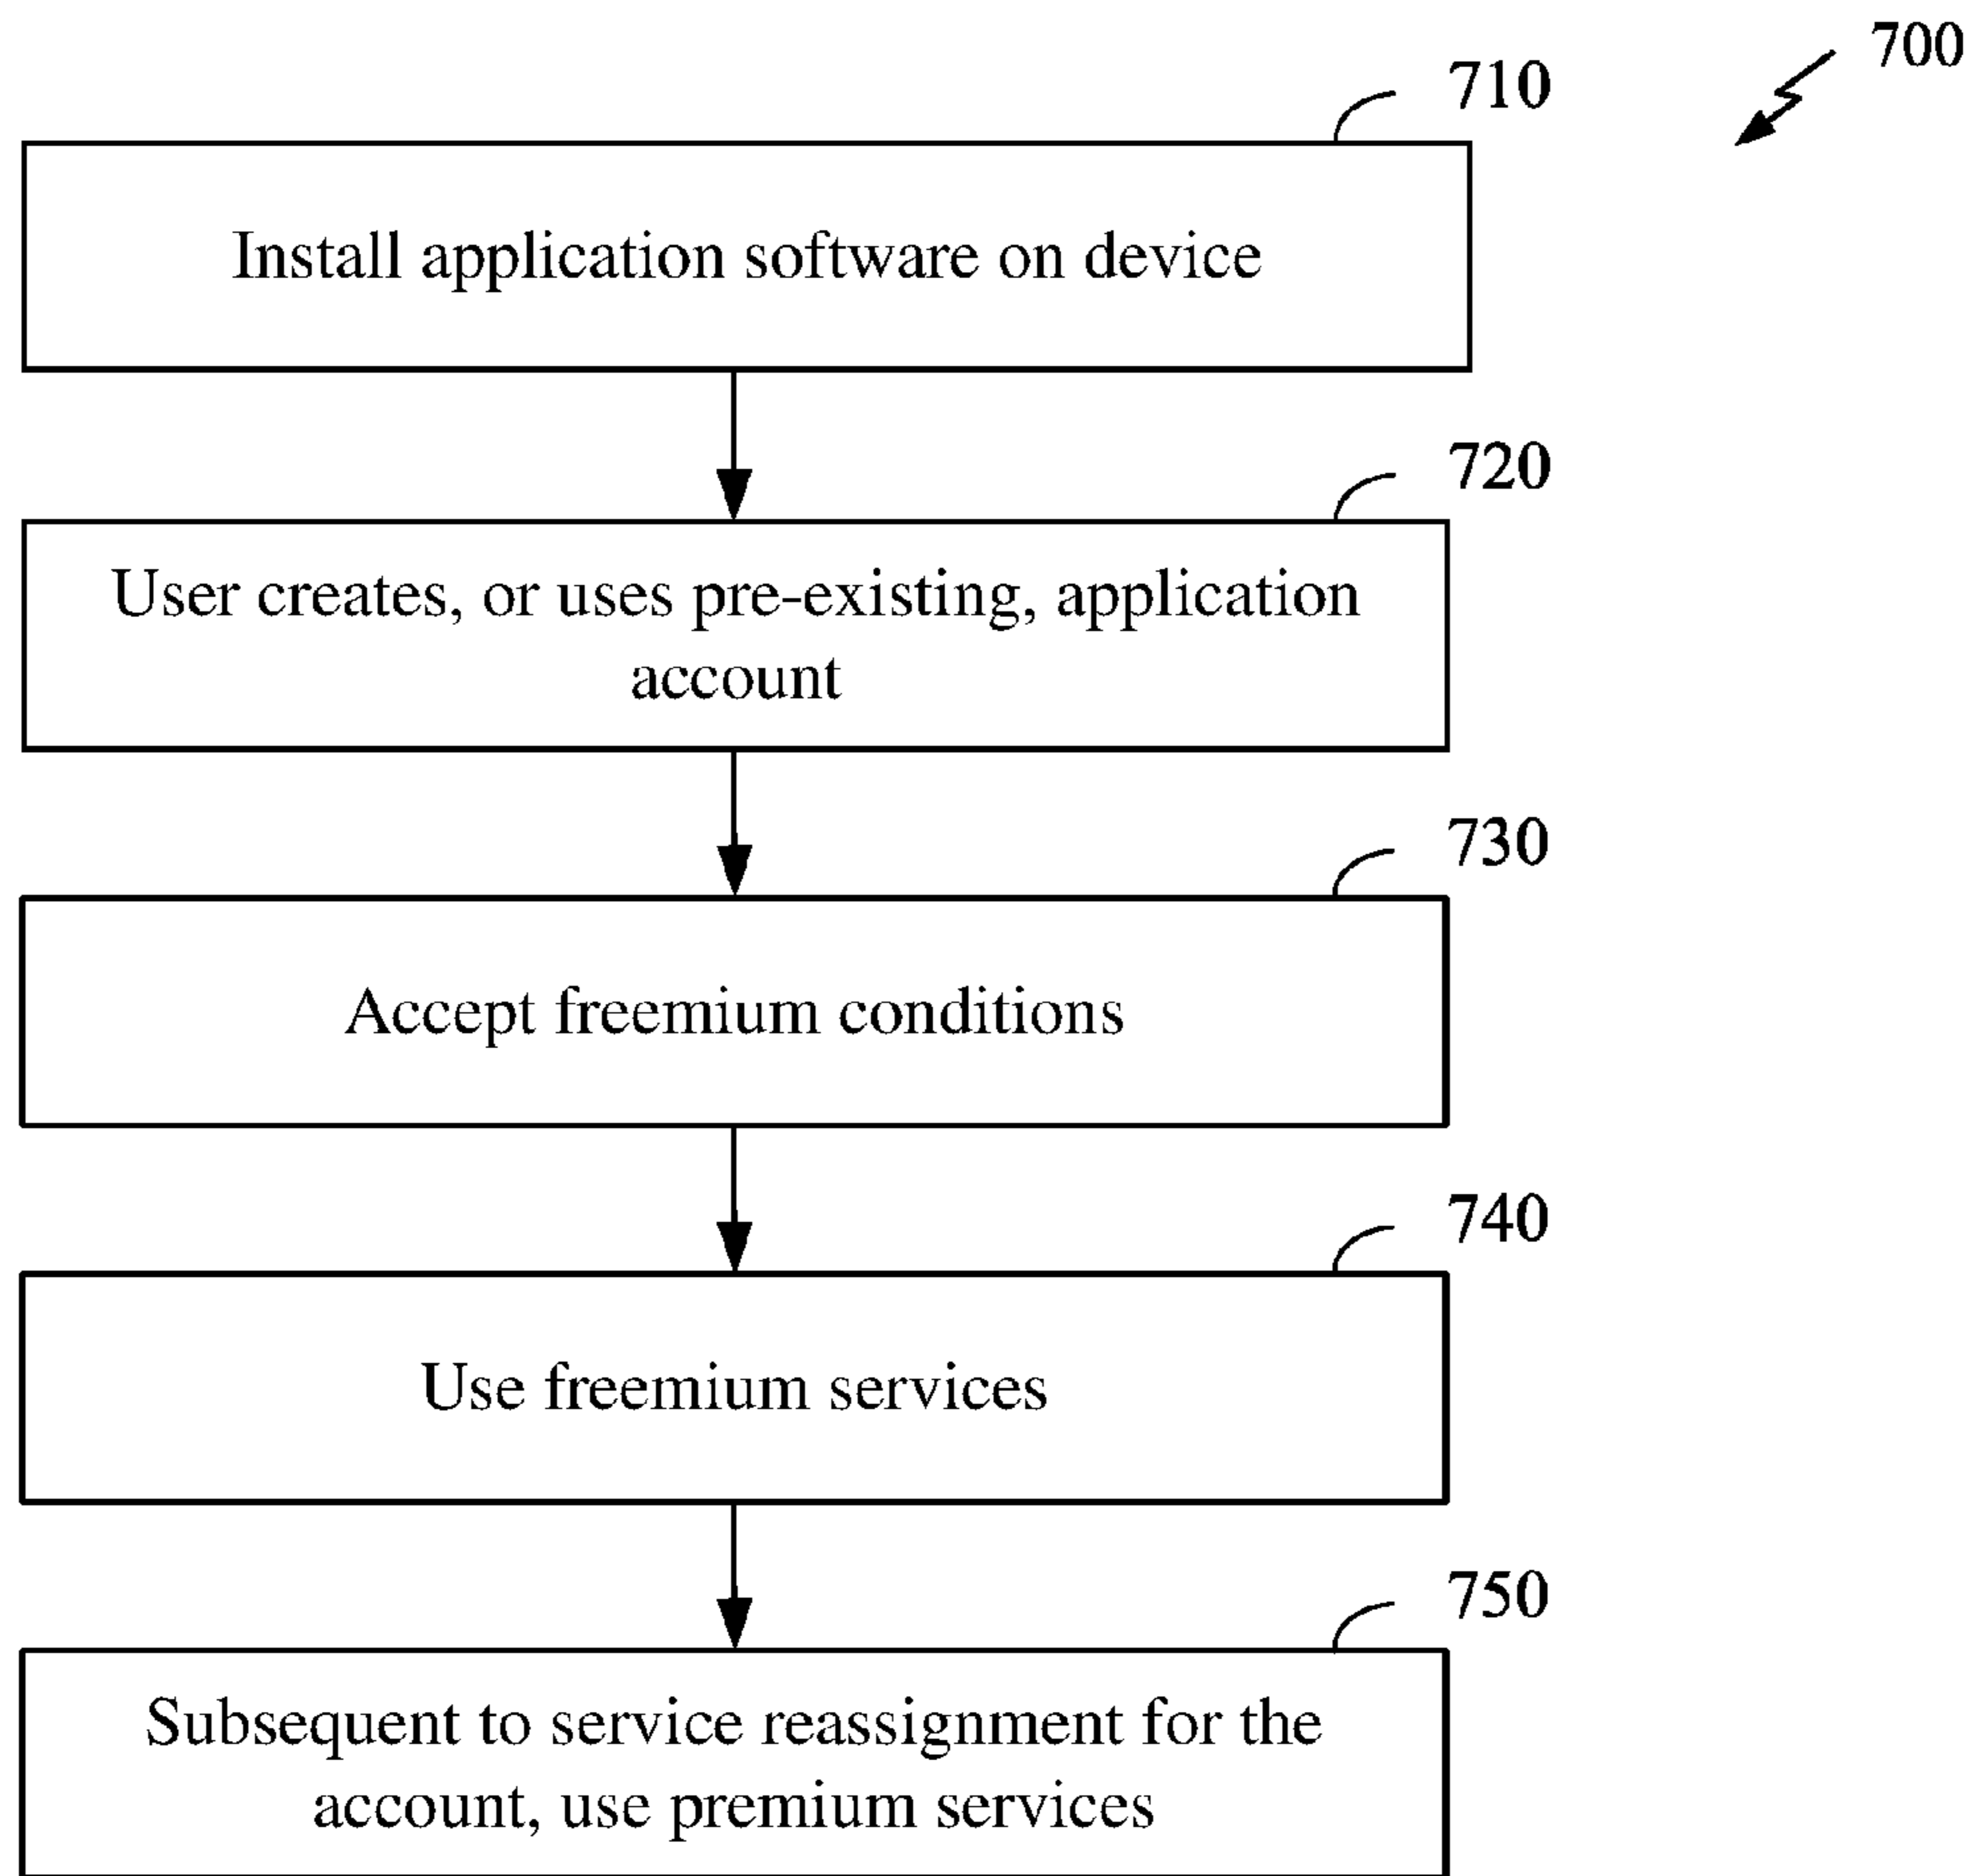 700
710
Install application software on device
720
User creates, or uses pre-existing, application
account
730
Accept freemium conditions
740
Use freemium services
750
Subsequent to service reassignment for the
account, use premium services